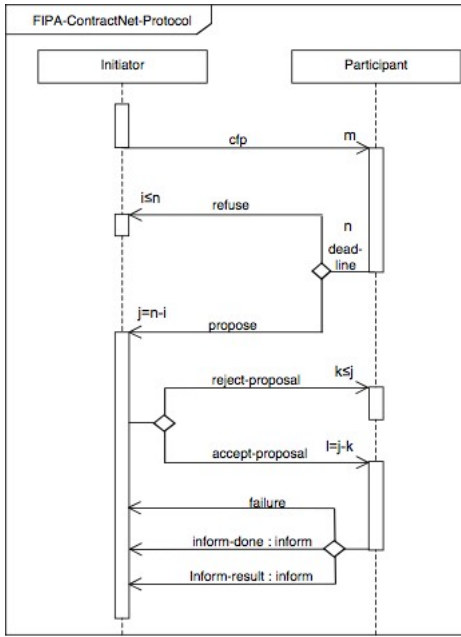 FIPA-ContractNet-Protocol
Initiator
Participant
cfp
m
i≤n
refuse
n
dead-
line
j=n-i
propose
k≤j
reject-proposal
l=j-k
accept-proposal
failure
inform-done : inform
Inform-result : inform